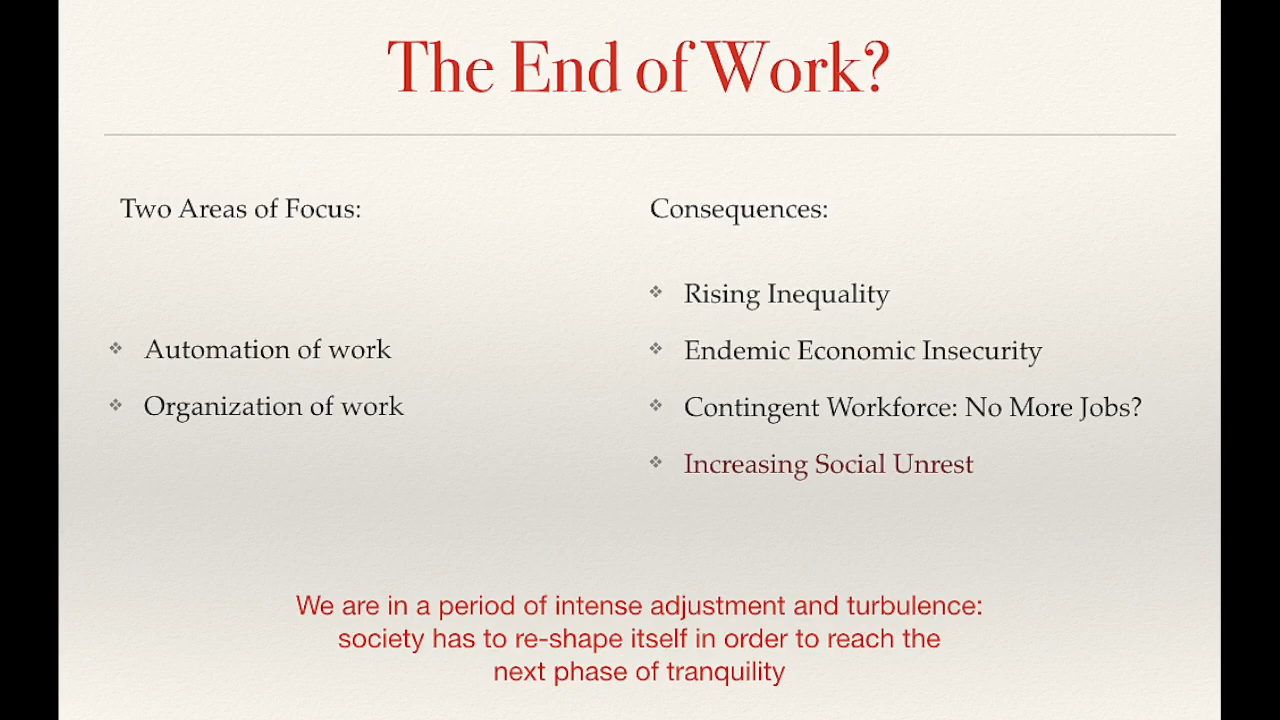 The End of Work?
Two Areas of Focus:
Automation of work
Organization of work
Consequences:
Rising Inequality
Endemic Economic Insecurity
Contingent Workforce: No More Jobs?
Increasing Social Unrest
We are in a period of intense adjustment and turbulence:
society has to re-shape itself in order to reach the
next phase of tranquility